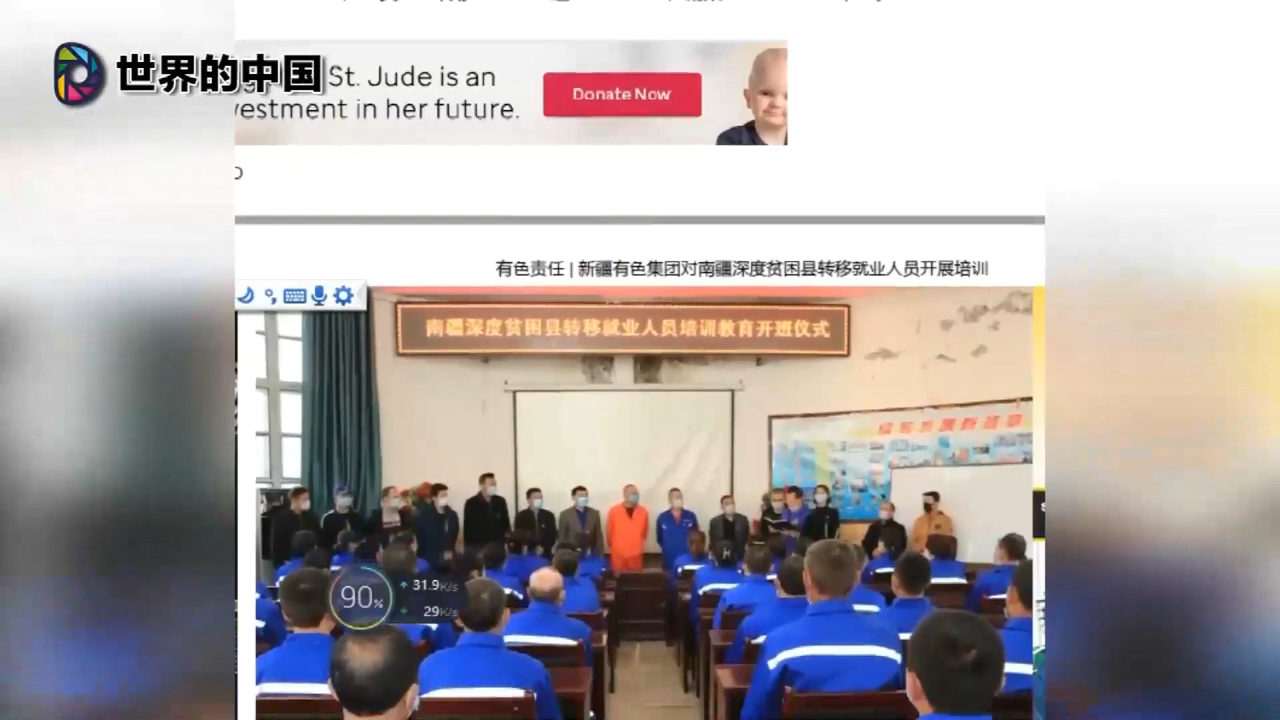 世界的中国
St. Jude is an
vestment in her future.
Donate Now
有色责任 | 新疆有色集团对南疆深度贫困县转移就业人员开展培训
南疆深度贫困县转移就业人员培训教育开班仪式
90%
31.9K/s
29K/s